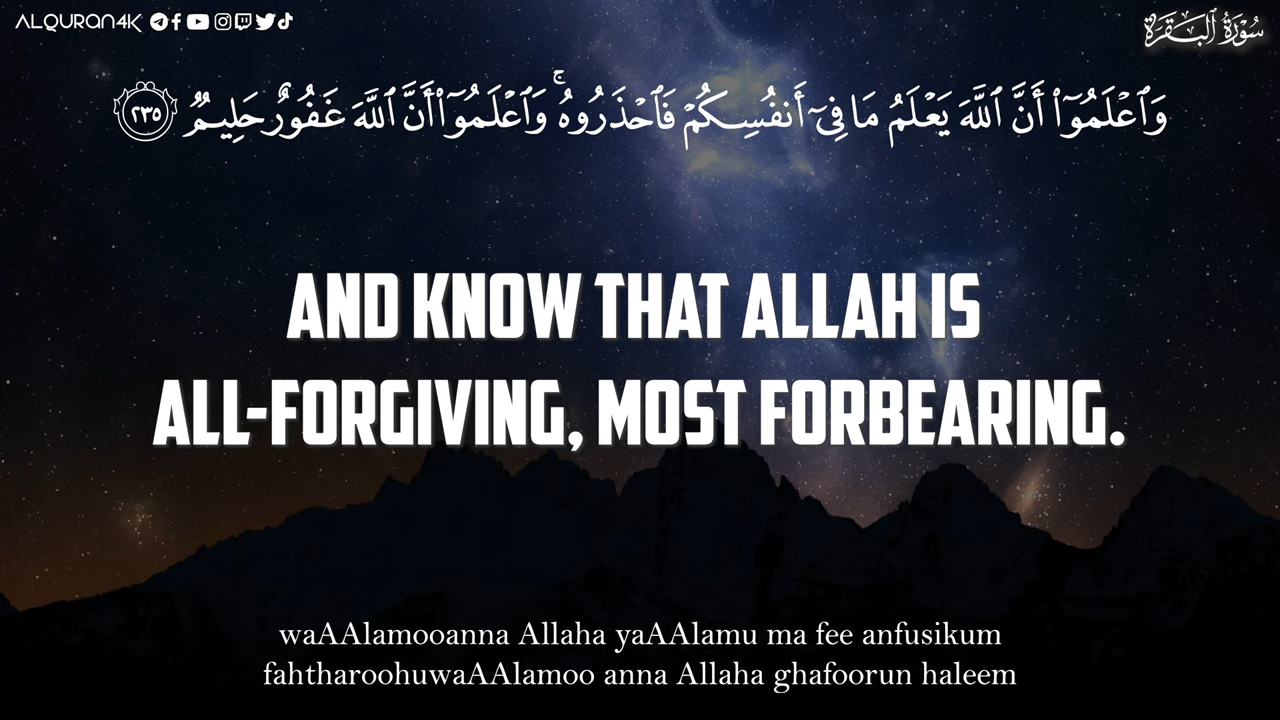 ALQURAN4K
سُورَةُ ٱلْبَقَرَةِ
وَٱعْلَمُوٓا۟ أَنَّ ٱللَّهَ يَعْلَمُ مَا فِىٓ أَنفُسِكُمْ فَٱحْذَرُوهُ ۚ وَٱعْلَمُوٓا۟ أَنَّ ٱللَّهَ غَفُورٌ حَلِيمٌ ٢٣٥
AND KNOW THAT ALLAH IS
ALL-FORGIVING, MOST FORBEARING.
waAAlamooanna Allaha yaAAlamu ma fee anfusikum
fahtharoohuwaAAlamoo anna Allaha ghafoorun haleem